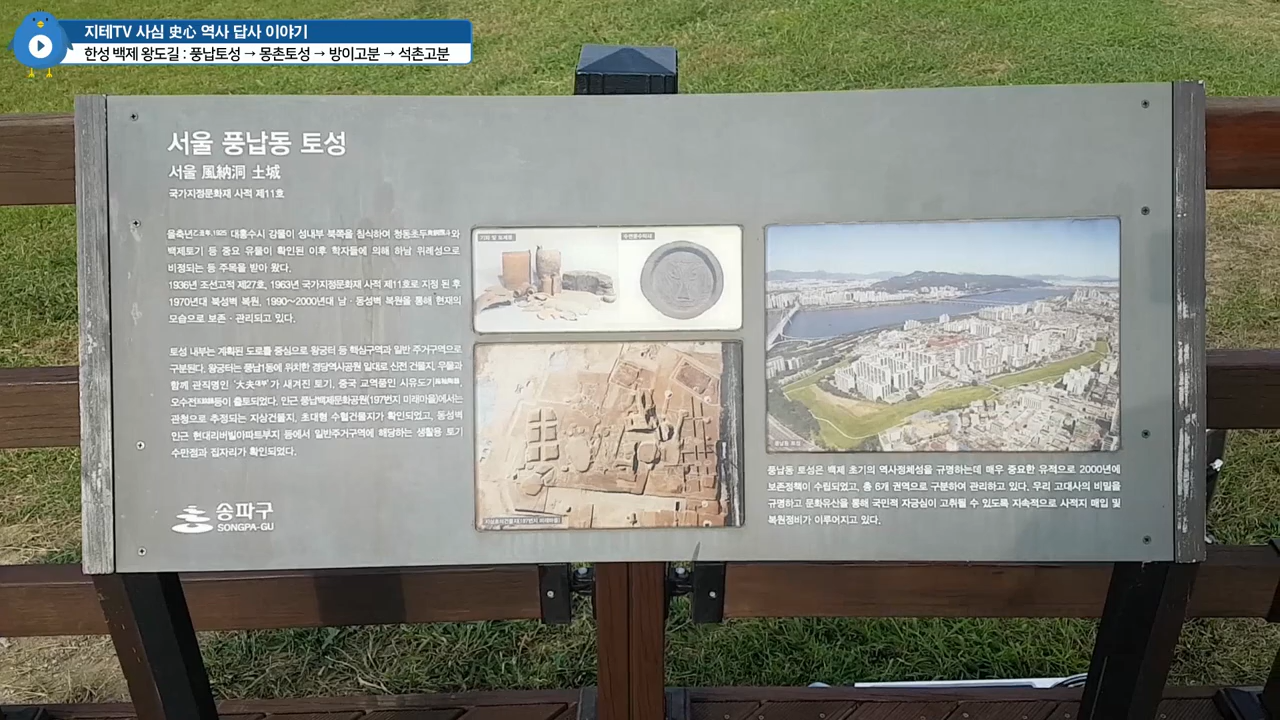 지테TV 사심 史心 역사 답사 이야기
한성 백제 왕도길 : 풍납토성 → 몽촌토성 → 방이고분 → 석촌고분
서울 풍납동 토성
서울 風納洞 土城
국가지정문화재 사적 제11호
을축년乙丑年,1925 대홍수시 강물이 성내부 북쪽을 침식하여 청동초두와
백제토기 등 중요 유물이 확인된 이후 학자들에 의해 하남 위례성으로
비정되는 등 주목을 받아 왔다.
1936년 조선고적 제27호, 1963년 국가지정문화재 사적 제11호로 지정 된 후
1970년대 북성벽 복원, 1990~2000년대 남·동성벽 복원을 통해 현재의
모습으로 보존·관리되고 있다.
토성 내부는 계획된 도로를 중심으로 왕궁터 등 핵심구역과 일반 주거구역으로
구분된다. 왕궁터는 풍납1동에 위치한 경당역사공원 일대로 신전 건물지, 우물과
함께 관직명인 '大夫대부'가 새겨진 토기, 중국 교역품인 시유도기
오수전등이 출토되었다. 인근 풍납백제문화공원(197번지 미래마을)에서는
관청으로 추정되는 지상건물지, 초대형 수혈건물지가 확인되었고, 동성벽
인근 현대리버빌아파트부지 등에서 일반주거구역에 해당하는 생활용 토기
수만점과 집자리가 확인되었다.
송파구
SONGPA-GU
기와 및 토제품
풍납동 토성
풍납동 토성은 백제 초기의 역사정체성을 규명하는데 매우 중요한 유적으로 2000년에
보존정책이 수립되었고, 총 6개 권역으로 구분하여 관리하고 있다. 우리 고대사의 비밀을
규명하고 문화유산을 통해 국민적 자긍심이 고취될 수 있도록 지속적으로 사적지 매입 및
복원정비가 이루어지고 있다.